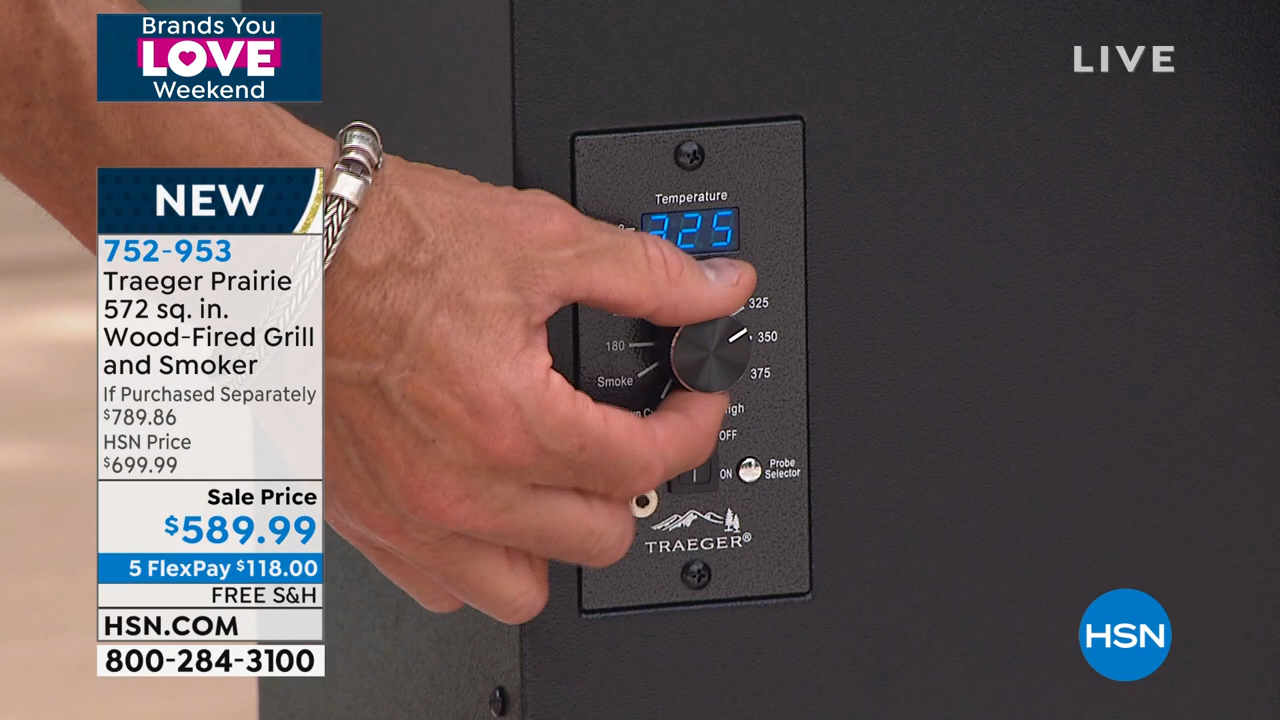 Brands You
LOVE
Weekend
LIVE
NEW
752-953
Traeger Prairie
572 sq. in.
Wood-Fired Grill
and Smoker
If Purchased Separately
$789.86
HSN Price
$699.99
Sale Price
$589.99
5 FlexPay $118.00
FREE S&H
HSN.COM
800-284-3100
Temperature
325
325
350
180
375
Smoke
OFF
ON
Probe
Selector
TRAEGER®
HSN